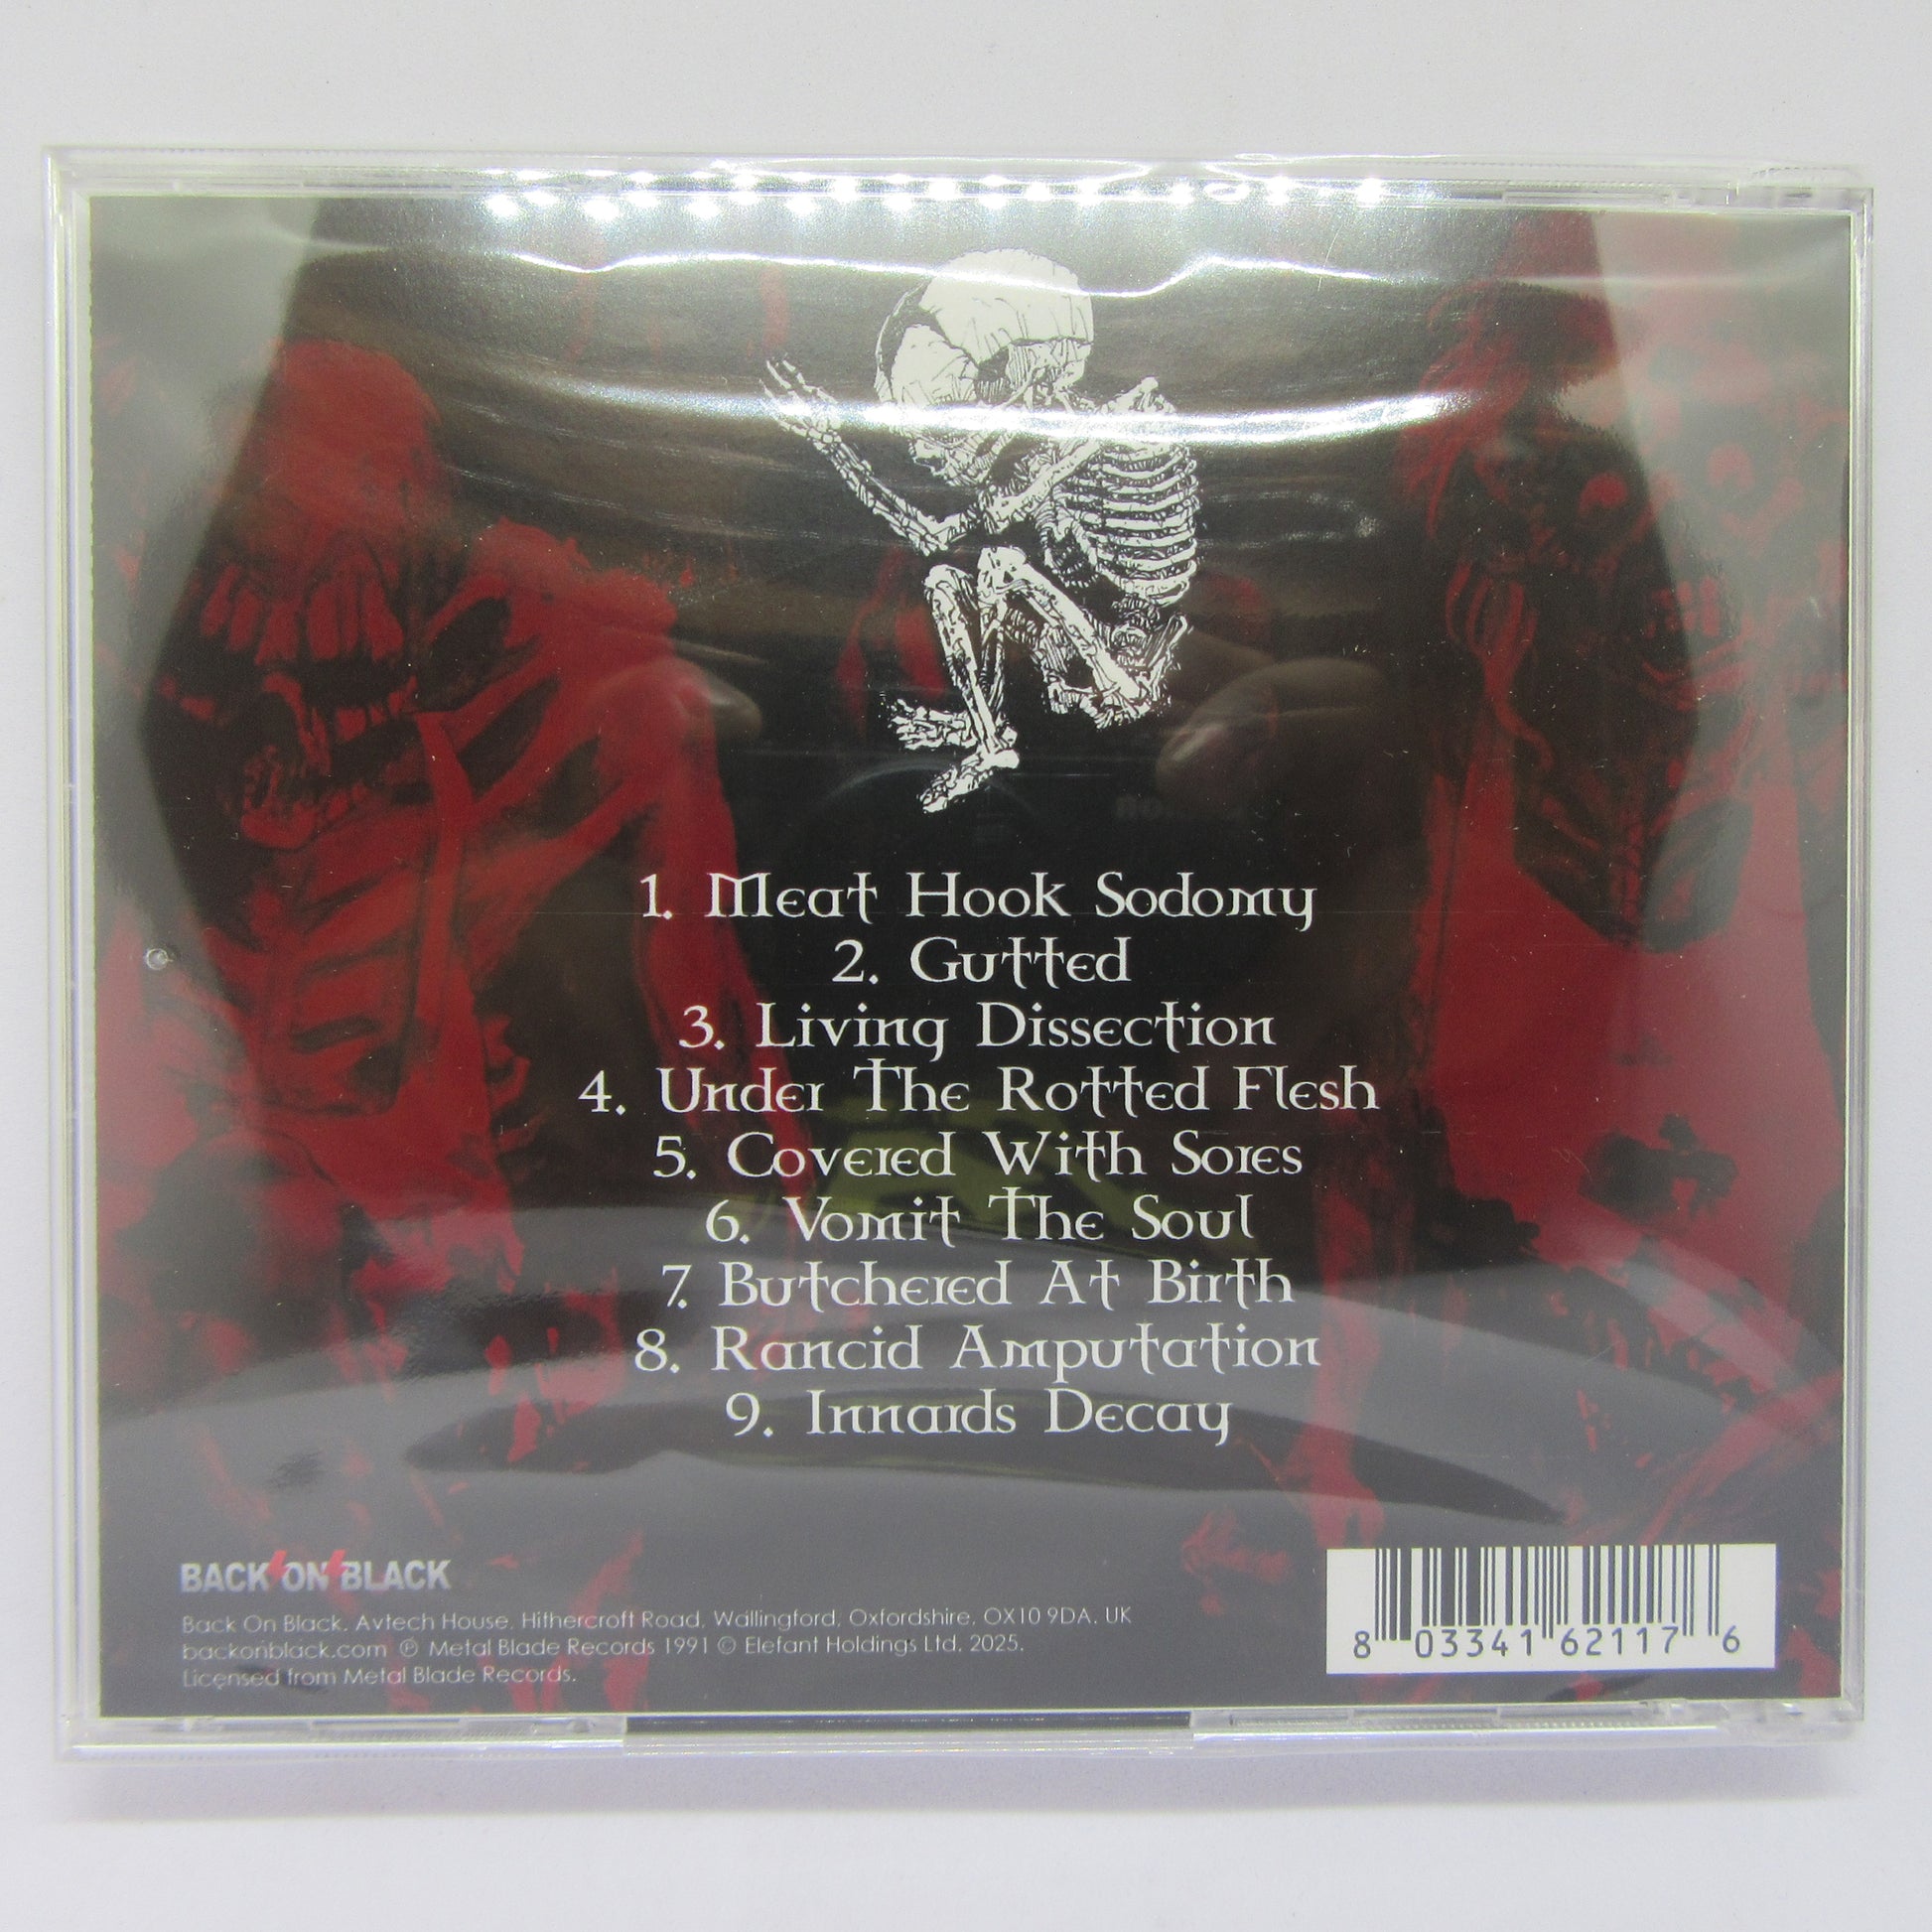 1. Meat Hook Sodomy
2. Gutted
3. Living Dissection
4. Under The Rotted Flesh
5. Covered With Sores
6. Vomit The Soul
7. Butchered At Birth
8. Rancid Amputation
9. Innards Decay
BACK ON BLACK
Back On Black, Avtech House, Hithercroft Road, Wallingford, Oxfordshire, OX10 9DA, UK
backonblack.com ℗ Metal Blade Records 1991 © Elefant Holdings Ltd. 2025.
Licensed from Metal Blade Records.
8 03341 62117 6